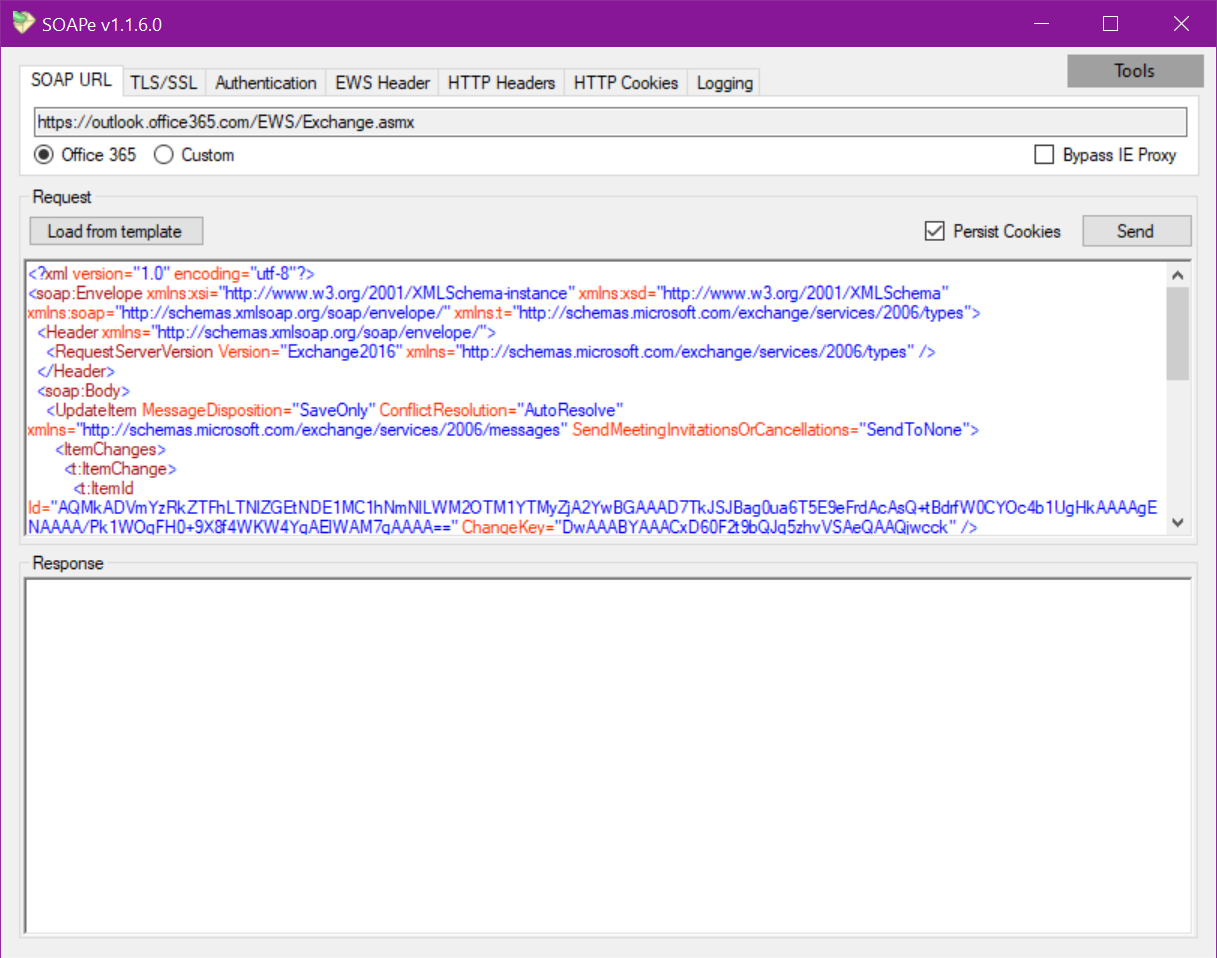 SOAPe v1.1.6.0
SOAP URL TLS/SSL Authentication EWS Header HTTP Headers HTTP Cookies Logging Tools
https://outlook.office365.com/EWS/Exchange.asmx
Office 365 Custom Bypass IE Proxy
Request
Load from template Persist Cookies Send
<?xml version="1.0" encoding="utf-8"?>
<soap:Envelope xmlns:xsi="http://www.w3.org/2001/XMLSchema-instance" xmlns:xsd="http://www.w3.org/2001/XMLSchema"
xmlns:soap="http://schemas.xmlsoap.org/soap/envelope/" xmlns:t="http://schemas.microsoft.com/exchange/services/2006/types">
<Header xmlns="http://schemas.xmlsoap.org/soap/envelope/">
<RequestServerVersion Version="Exchange2016" xmlns="http://schemas.microsoft.com/exchange/services/2006/types" />
</Header>
<soap:Body>
<UpdateItem MessageDisposition="SaveOnly" ConflictResolution="AutoResolve"
xmlns="http://schemas.microsoft.com/exchange/services/2006/messages" SendMeetingInvitationsOrCancellations="SendToNone">
<ItemChanges>
<t:ItemChange>
<t:ItemId
Id="AQMkADVmYzRkZTFhLTNlZGEtNDE1MC1hNmNlLWM2OTM1YTMyZjA2YwBGAAAD7TkJSJBag0ua6T5E9eFrdAcAsQ+tBdrfW0CYOc4b1UgHkAAAAgE
NAAAA/Pk1WOgFH0+9X8f4WKW4YgAEIWAM7gAAAA==" ChangeKey="DwAAABYAAACxD60F2t9bQJg5zhvVSAeQAAQjwcck" />
Response